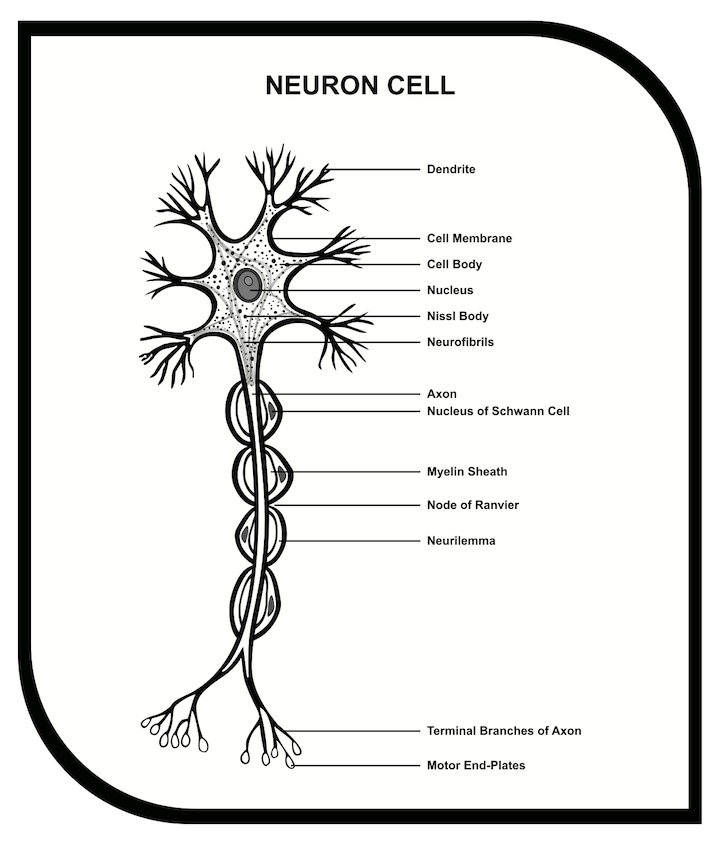 NEURON CELL
Dendrite
Cell Membrane
Cell Body
Nucleus
Nissl Body
Neurofibrils
Axon
Nucleus of Schwann Cell
Myelin Sheath
Node of Ranvier
Neurilemma
Terminal Branches of Axon
Motor End-Plates